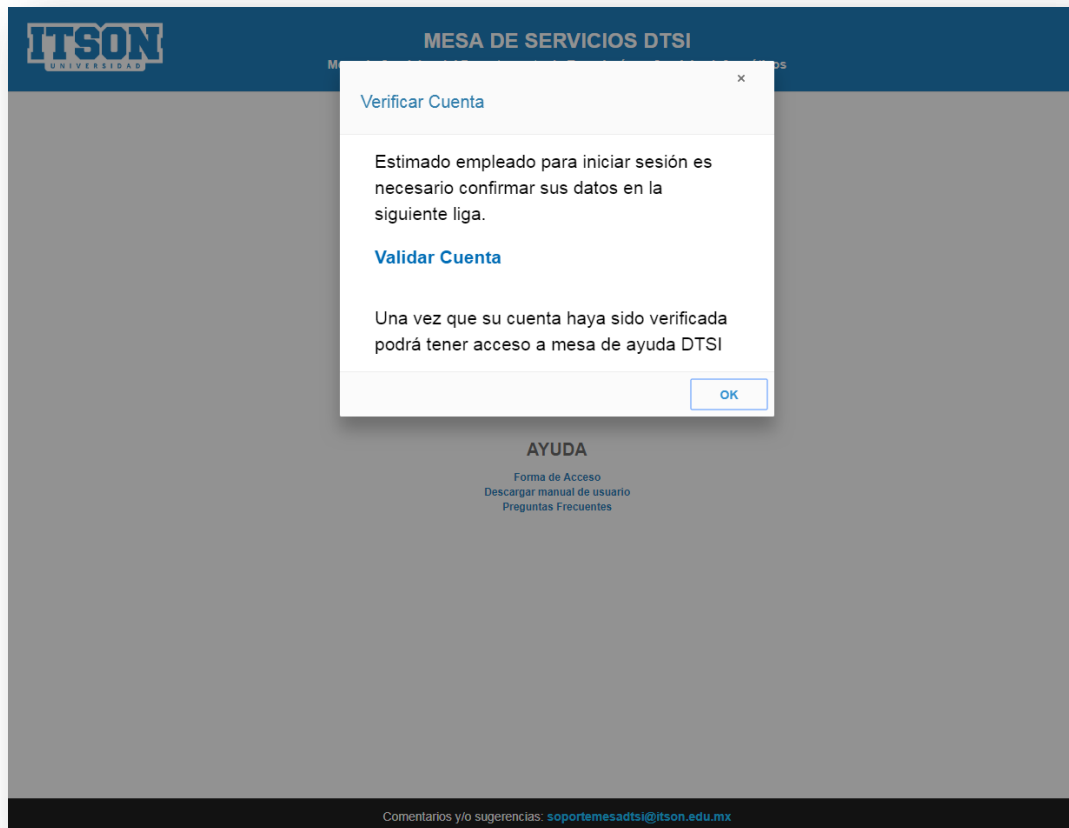 ITSON
UNIVERSIDAD
MESA DE SERVICIOS DTSI
×
Verificar Cuenta
Estimado empleado para iniciar sesión es
necesario confirmar sus datos en la
siguiente liga.
Validar Cuenta
Una vez que su cuenta haya sido verificada
podrá tener acceso a mesa de ayuda DTSI
OK
AYUDA
Forma de Acceso
Descargar manual de usuario
Preguntas Frecuentes
Comentarios y/o sugerencias: soportemesadtsi@itson.edu.mx